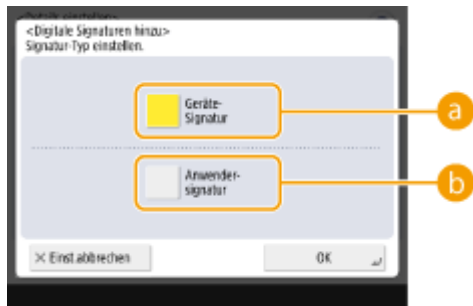 <Digitale Signaturen hinzu>
Signatur-Typ einstellen.
Geräte-
Signatur
a
Anwender-
signatur
b
× Einst.abbrechen
OK